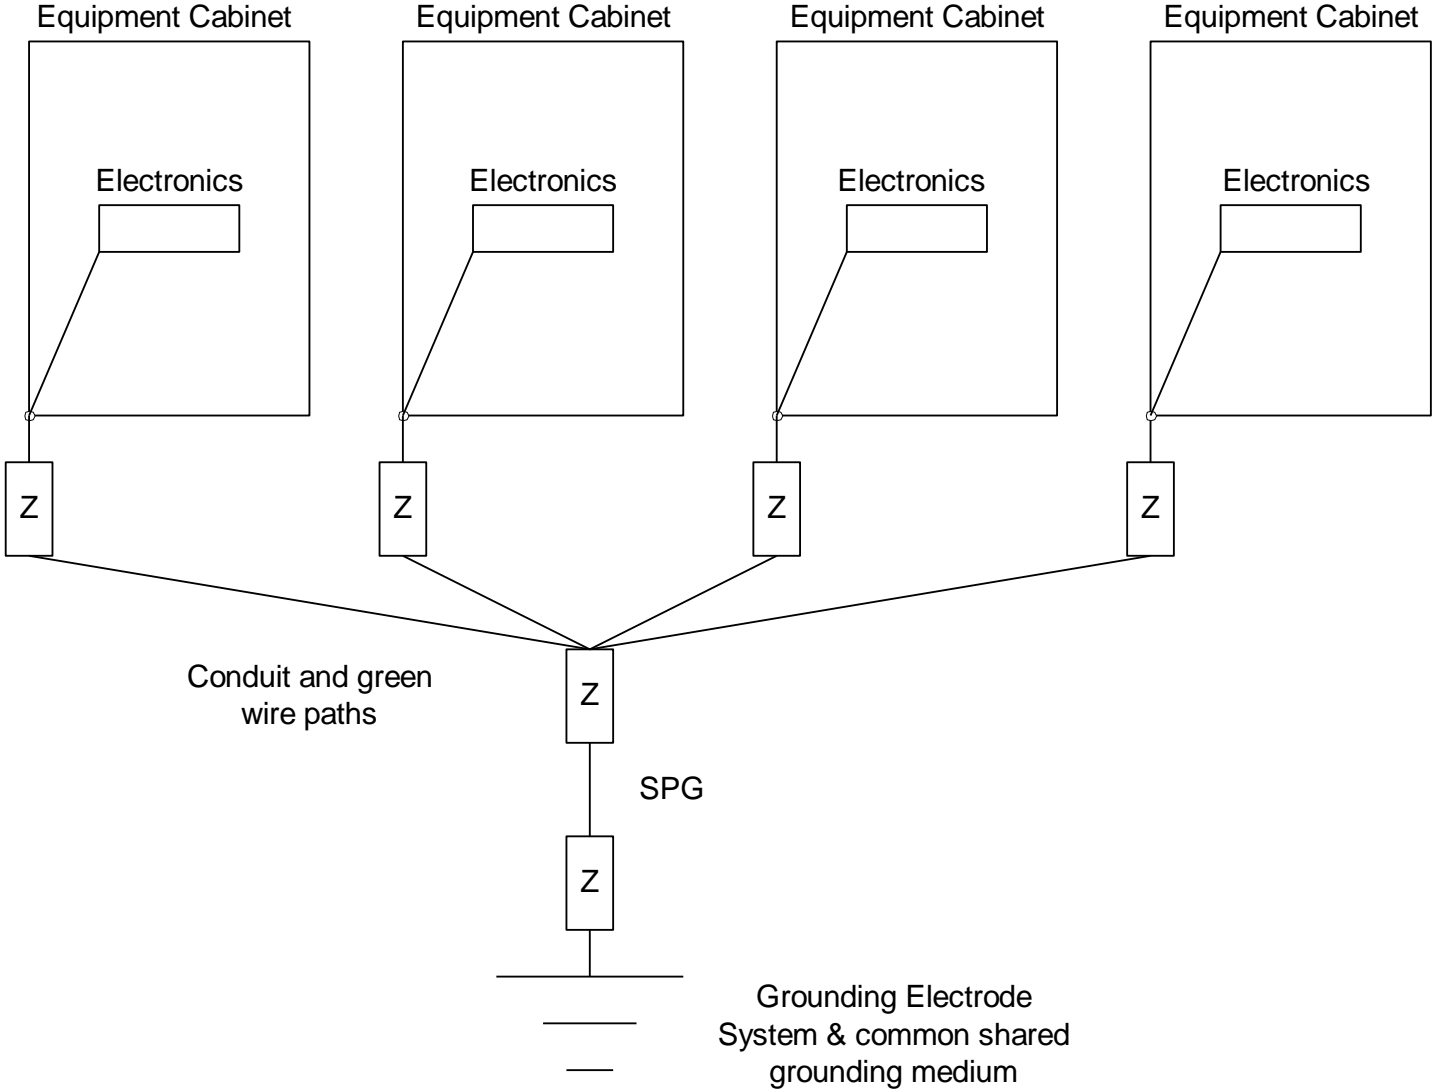 Equipment Cabinet
Equipment Cabinet
Equipment Cabinet
Equipment Cabinet
Electronics
Electronics
Electronics
Electronics
Z
Z
Z
Z
Conduit and green
wire paths
Z
SPG
Z
Grounding Electrode
System & common shared
grounding medium